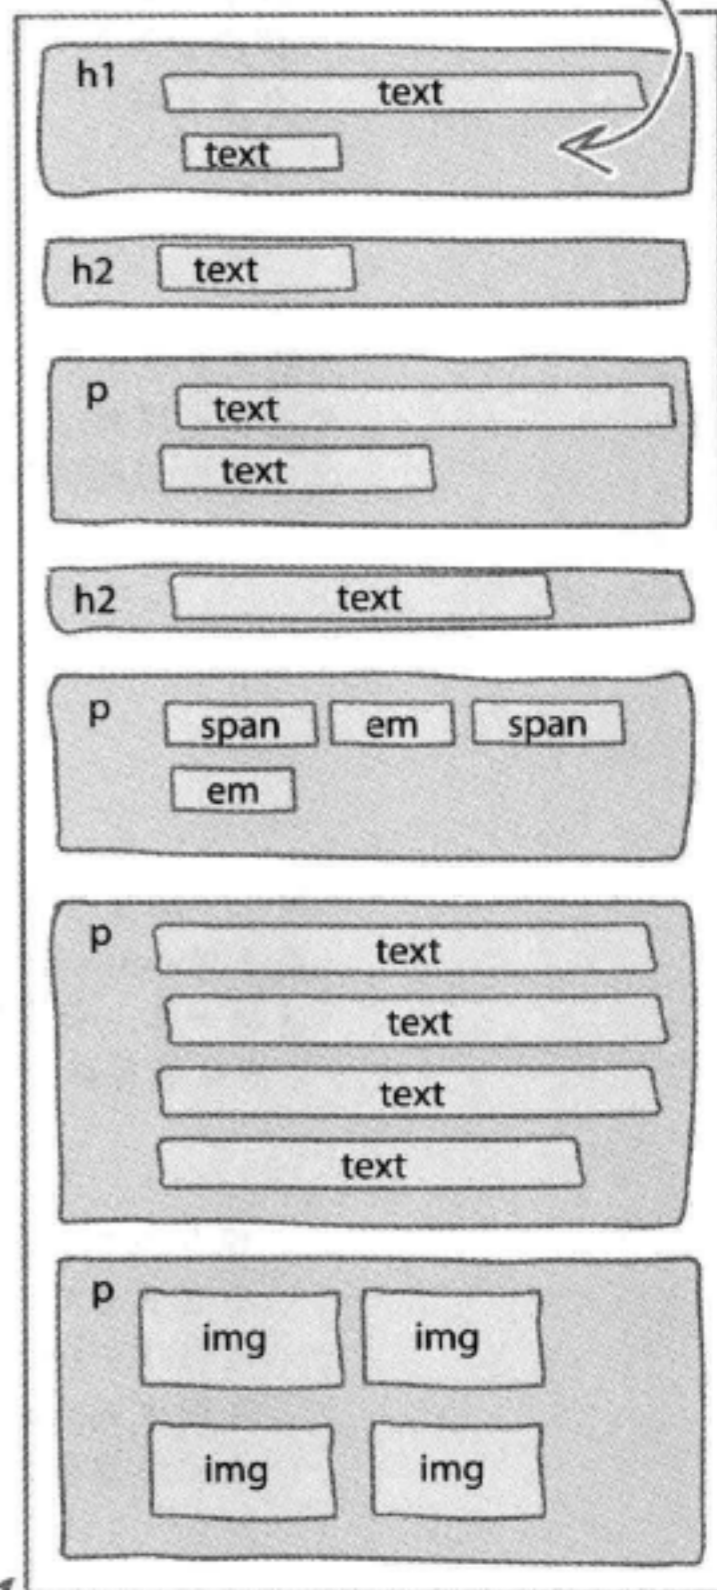 h1 text
text
h2 text
p text
text
h2 text
p span em span
em
p text
text
text
text
p img img
img img